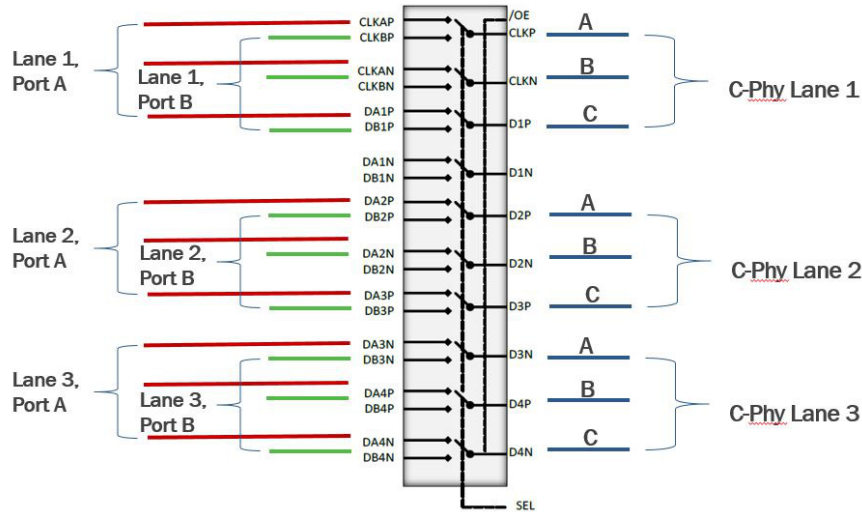 /OE
CLKAP
CLKBP
CLKP
A
Lane 1,
Port A
Lane 1,
Port B
CLKAN
CLKBN
CLKN
B
C-Phy Lane 1
DA1P
DB1P
D1P
C
DA1N
DB1N
D1N
DA2P
DB2P
D2P
A
Lane 2,
Port A
Lane 2,
Port B
DA2N
DB2N
D2N
B
C-Phy Lane 2
DA3P
DB3P
D3P
C
DA3N
DB3N
D3N
A
Lane 3,
Port A
Lane 3,
Port B
DA4P
DB4P
D4P
B
C-Phy Lane 3
DA4N
DB4N
D4N
C
SEL